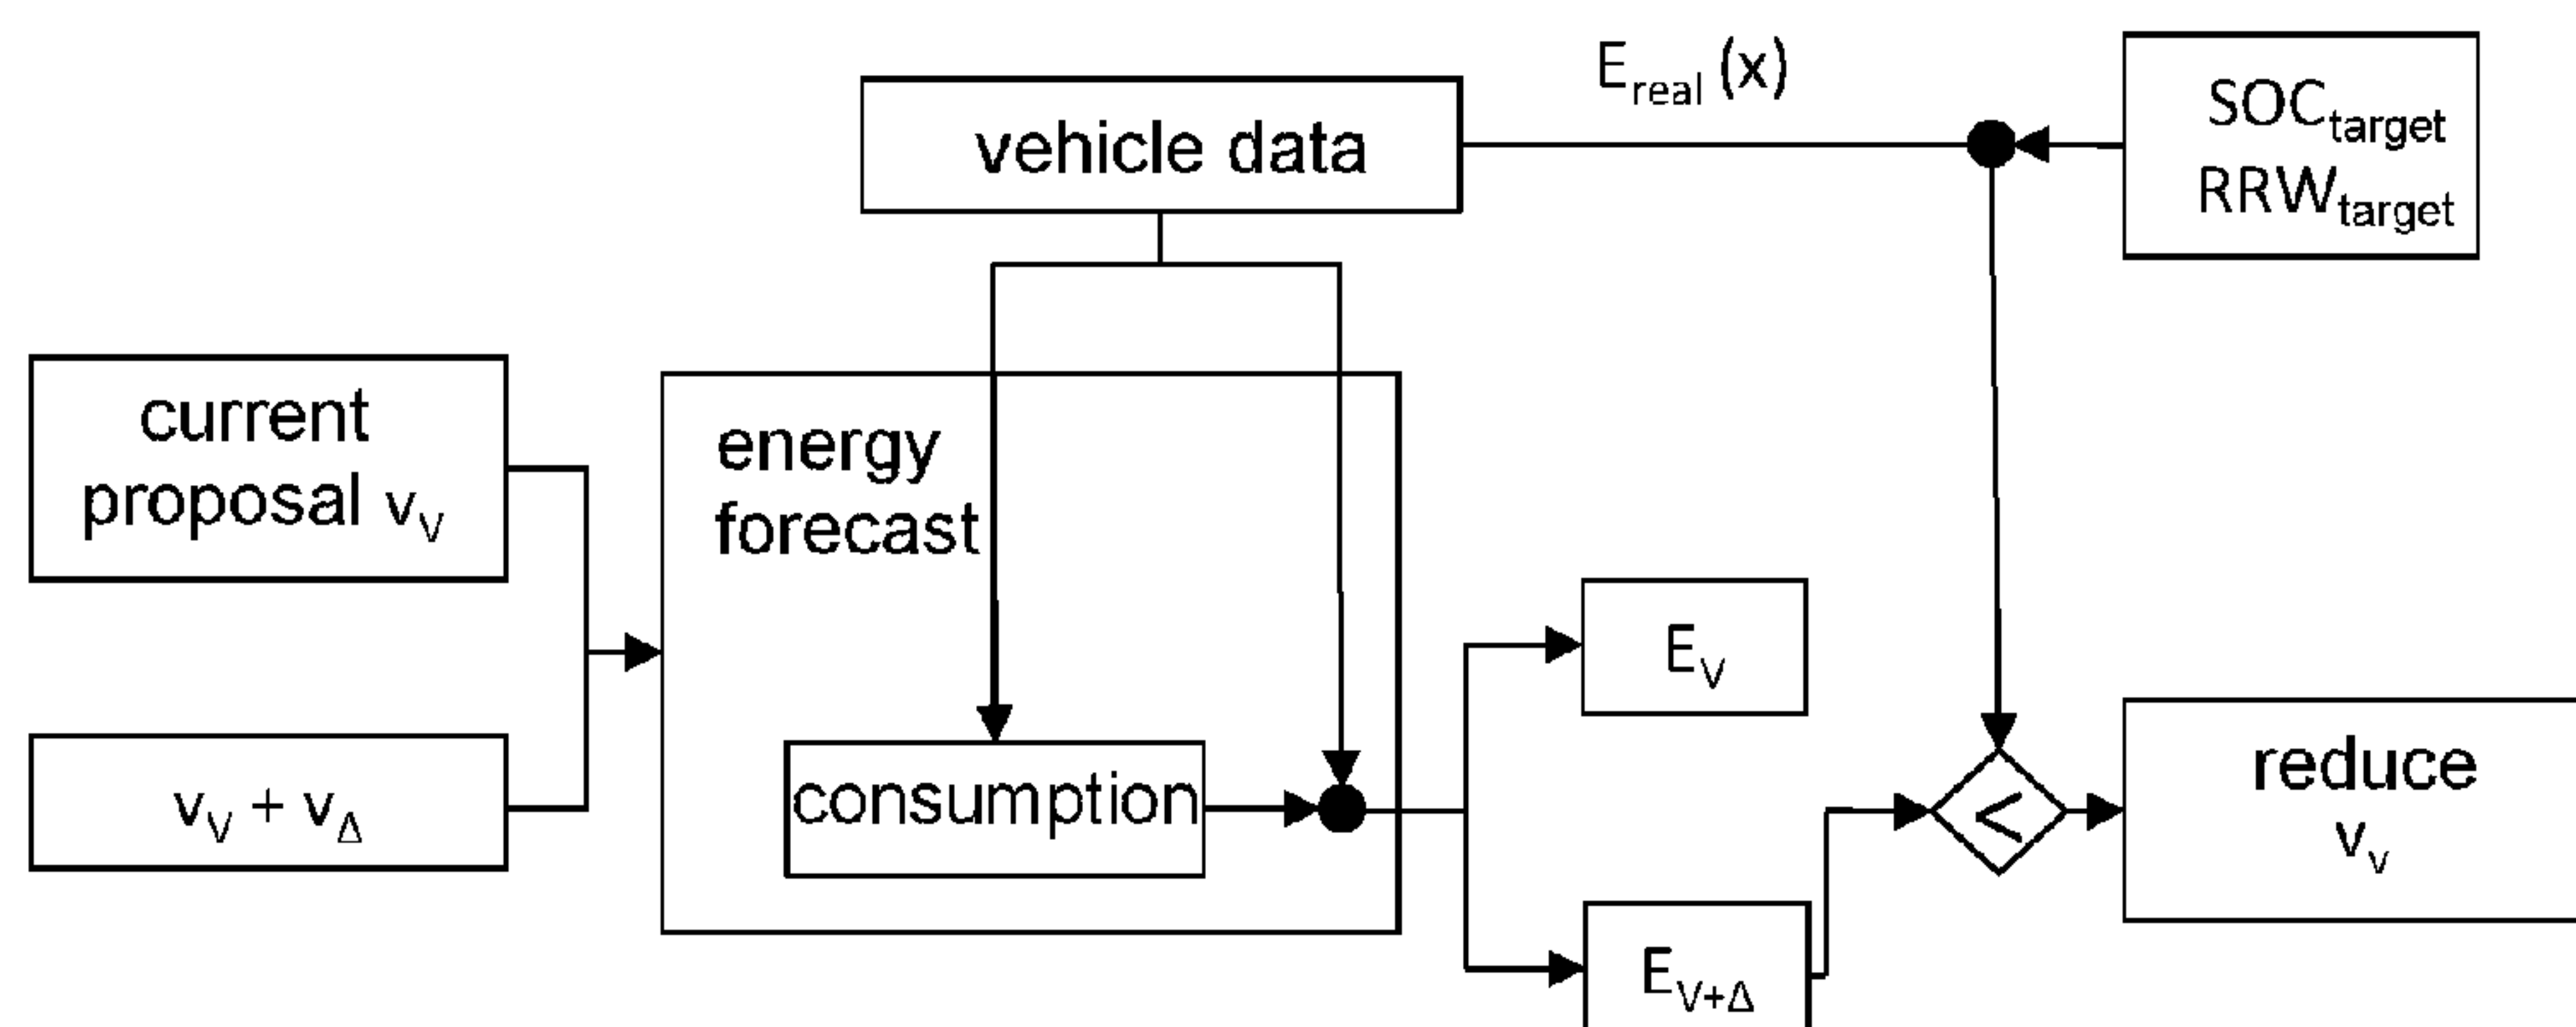 E_real (x)
vehicle data
SOC_target
RRW_target
current
proposal v_V
energy
forecast
E_V
v_V + v_Δ
consumption
<
reduce
v_v
E_V+Δ